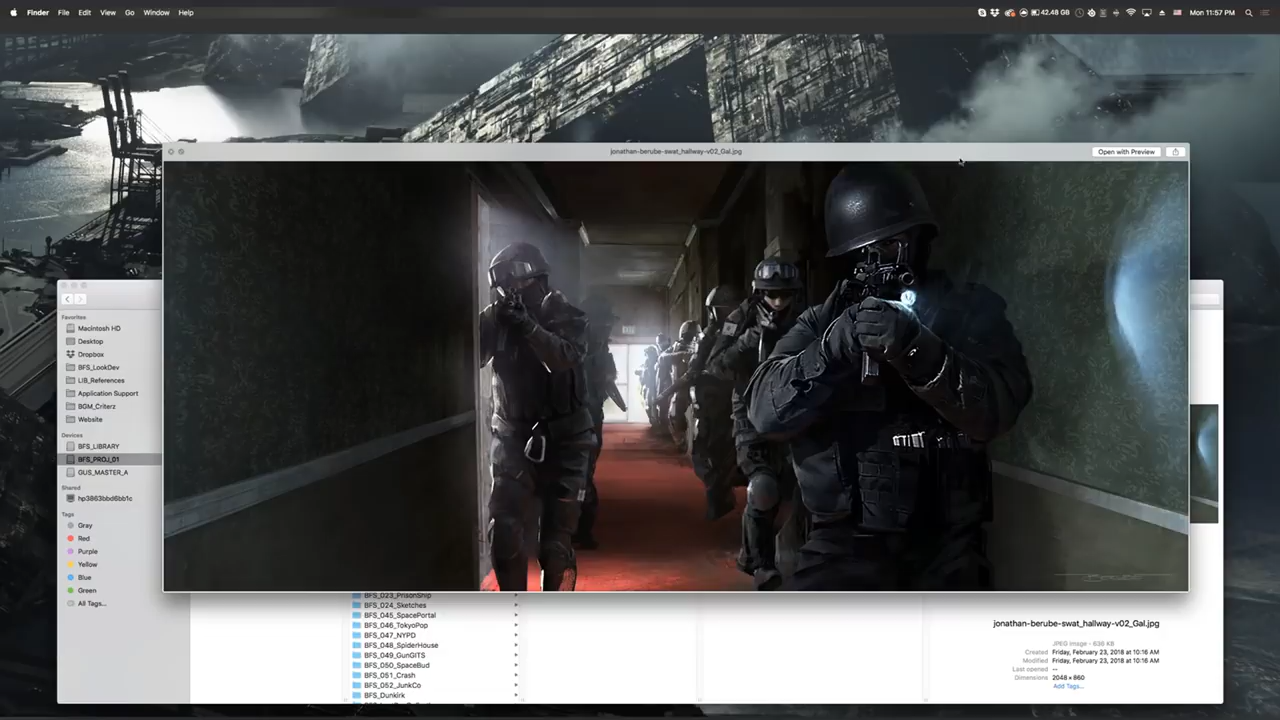 Finder File Edit View Go Window Help
42.48 GB Mon 11:57 PM
jonathan-berube-swat_hallway-v02_Gal.jpg
Open with Preview
Favorites
Macintosh HD
Desktop
Dropbox
BFS_LookDev
LIB_References
Application Support
BGM_Criterz
Website
Devices
BFS_LIBRARY
BFS_PROJ_01
GUS_MASTER_A
Shared
hp3863bbd6bb1c
Tags
Gray
Red
Purple
Yellow
Blue
Green
All Tags...
BFS_023_PrisonShip
BFS_024_Sketches
BFS_045_SpacePortal
BFS_046_TokyoPop
BFS_047_NYPD
BFS_048_SpiderHouse
BFS_049_GunGITS
BFS_050_SpaceBud
BFS_051_Crash
BFS_052_JunkCo
BFS_Dunkirk
jonathan-berube-swat_hallway-v02_Gal.jpg
JPEG image - 636 KB
Created Friday, February 23, 2018 at 10:16 AM
Modified Friday, February 23, 2018 at 10:16 AM
Last opened --
Dimensions 2048 × 860
Add Tags...